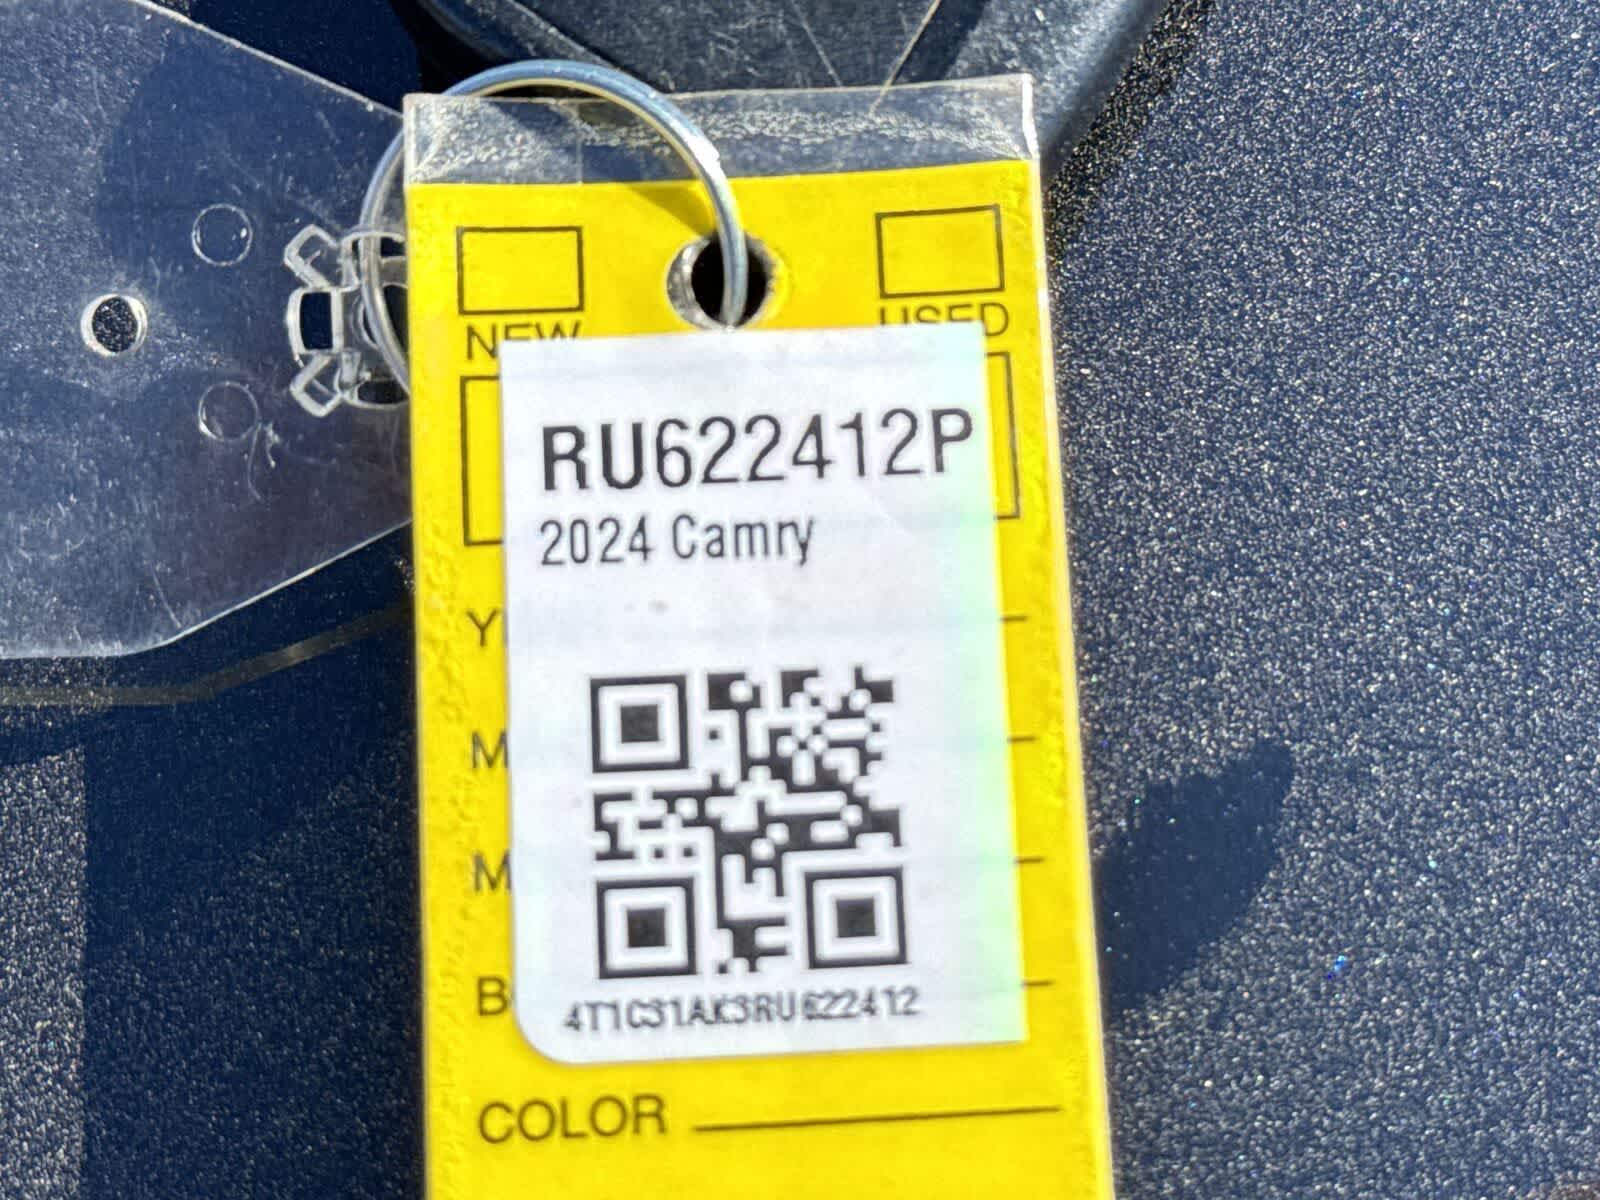 NEW USED
RU622412P
2024 Camry
Y
M
M
B
4T1C31AK3RU622412
COLOR